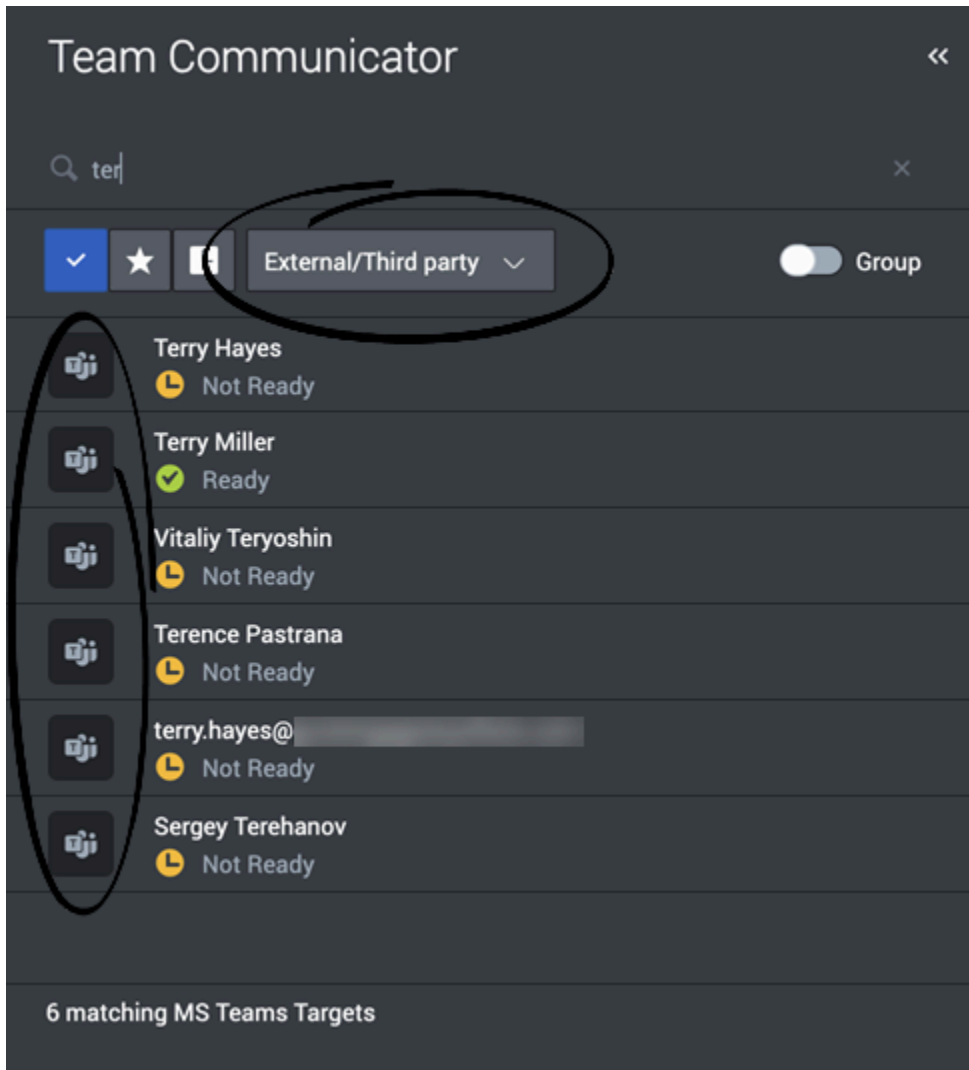 Team Communicator
ter
External/Third party
Group
Terry Hayes
Not Ready
Terry Miller
Ready
Vitaliy Teryoshin
Not Ready
Terence Pastrana
Not Ready
terry.hayes@
Not Ready
Sergey Terehanov
Not Ready
6 matching MS Teams Targets